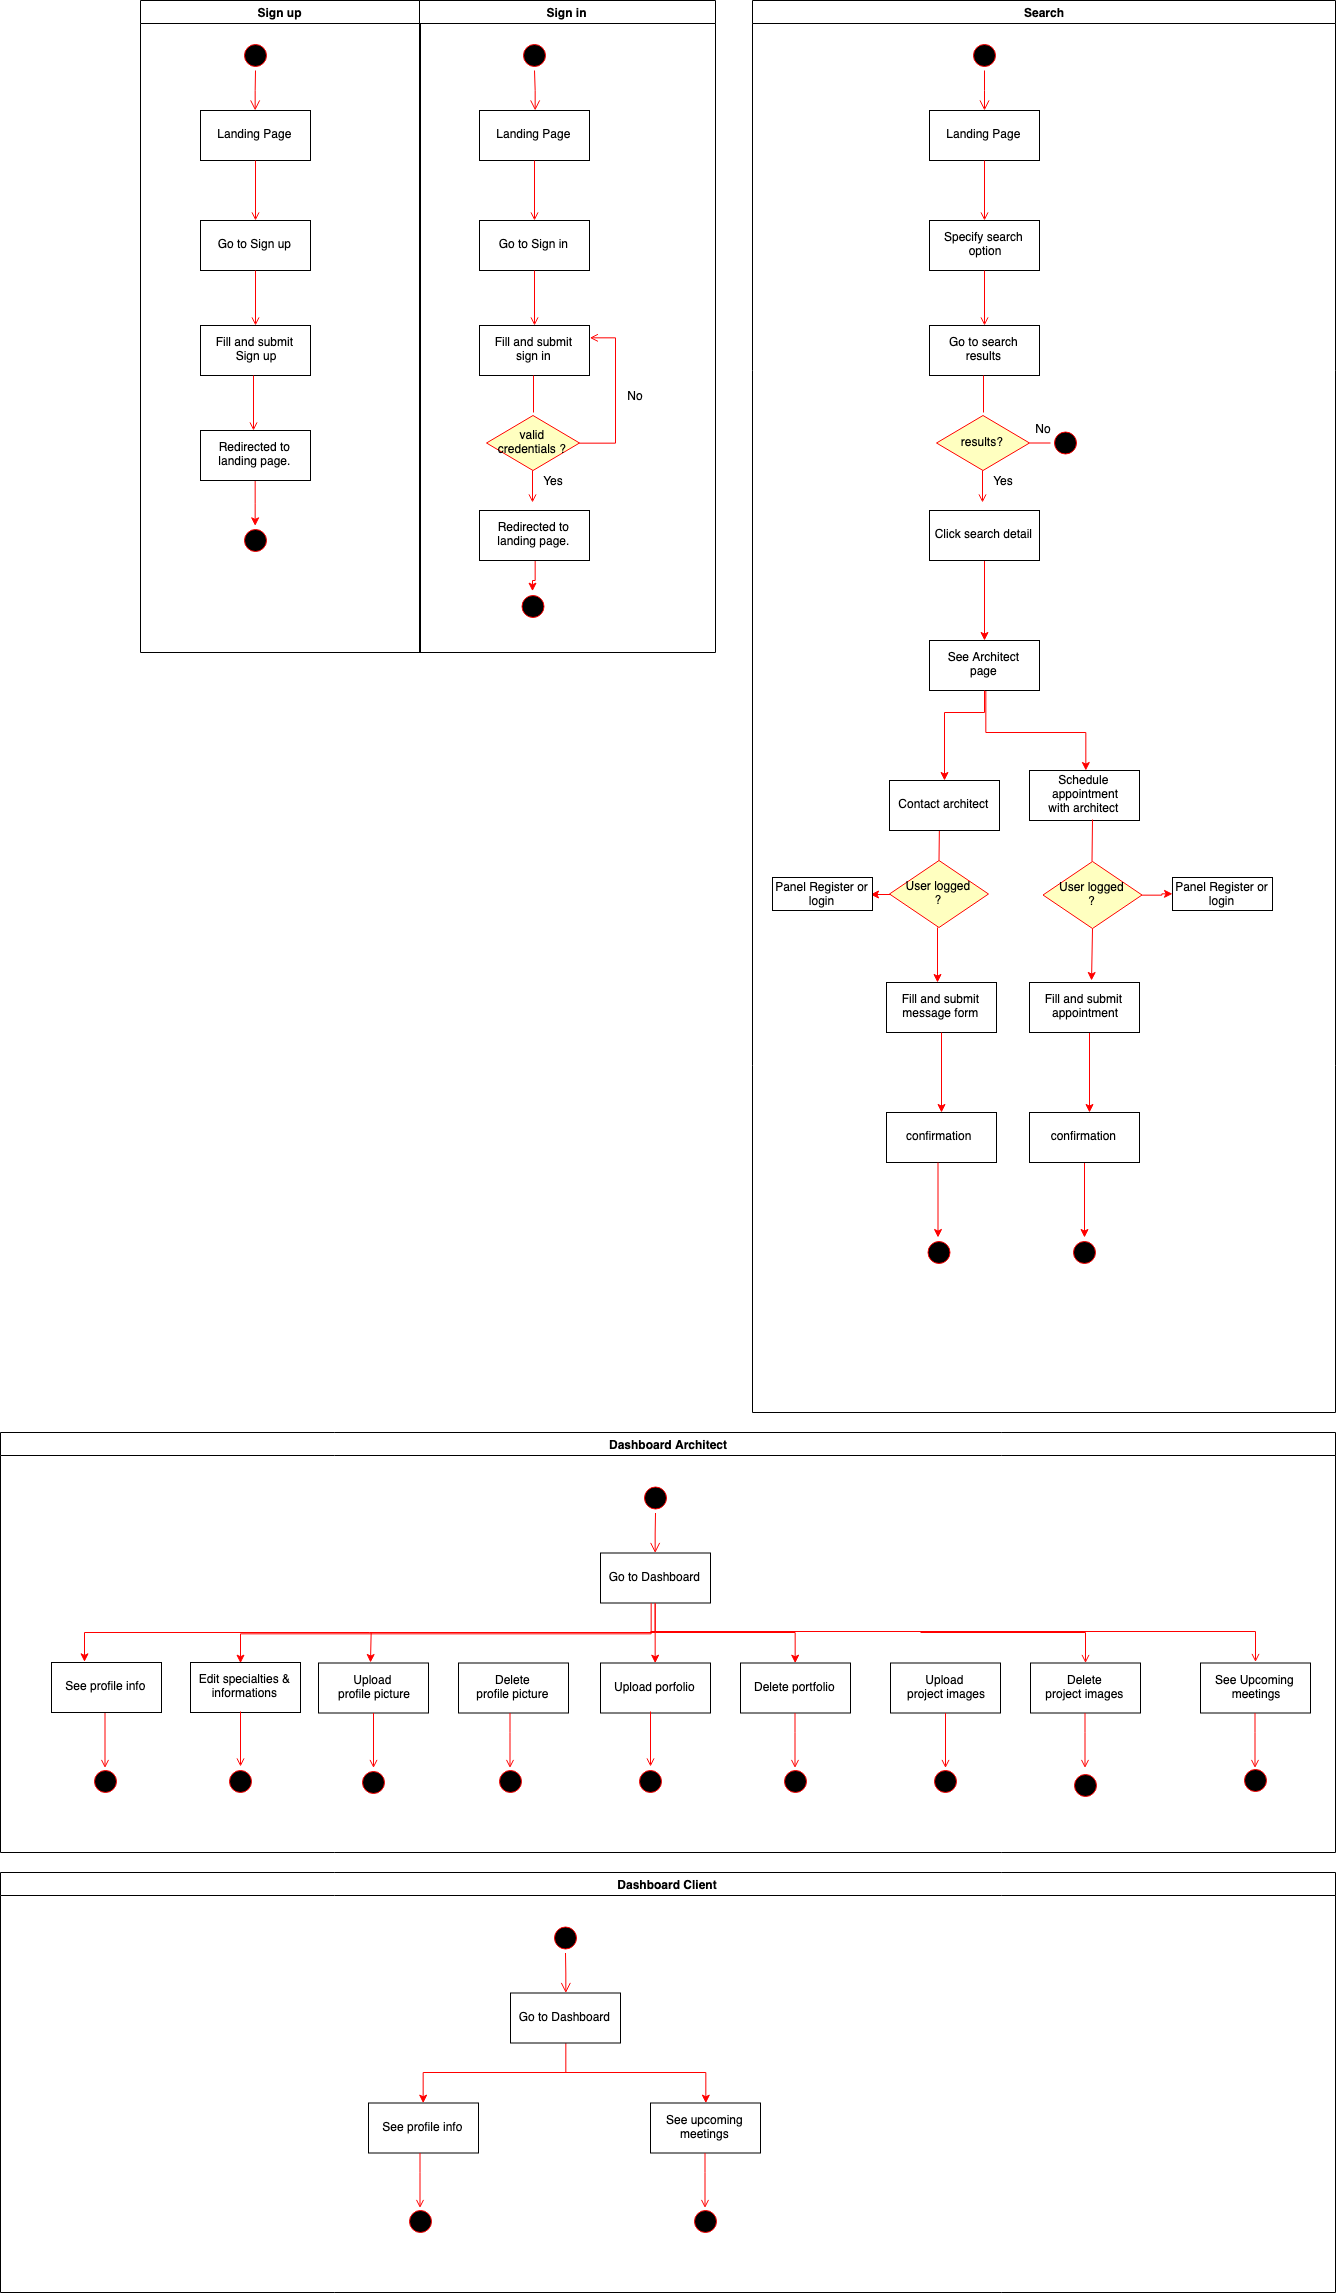 Sign up
Landing Page
Go to Sign up
Fill and submit
Sign up
Redirected to
landing page.
Sign in
Landing Page
Go to Sign in
Fill and submit
sign in
No
valid
credentials ?
Yes
Redirected to
landing page.
Search
Landing Page
Specify search
option
Go to search
results
results?
No
Yes
Click search detail
See Architect
page
Contact architect
Schedule
appointment
with architect
Panel Register or
login
User logged
?
User logged
?
Panel Register or
login
Fill and submit
message form
Fill and submit
appointment
confirmation
confirmation
Dashboard Architect
Go to Dashboard
See profile info
Edit specialties &
informations
Upload
profile picture
Delete
profile picture
Upload porfolio
Delete portfolio
Upload
project images
Delete
project images
See Upcoming
meetings
Dashboard Client
Go to Dashboard
See profile info
See upcoming
meetings